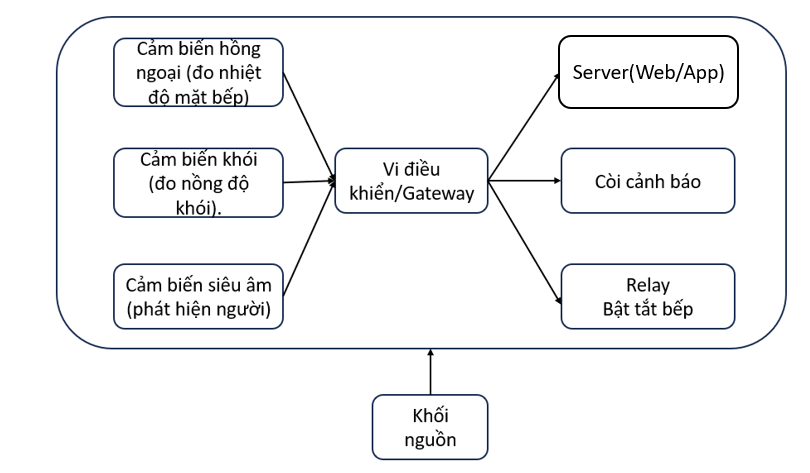 Cảm biến hồng
ngoại (đo nhiệt
độ mặt bếp)
Cảm biến khói
(đo nồng độ
khói).
Cảm biến siêu âm
(phát hiện người)
Vi điều
khiển/Gateway
Server(Web/App)
Còi cảnh báo
Relay
Bật tắt bếp
Khối
nguồn